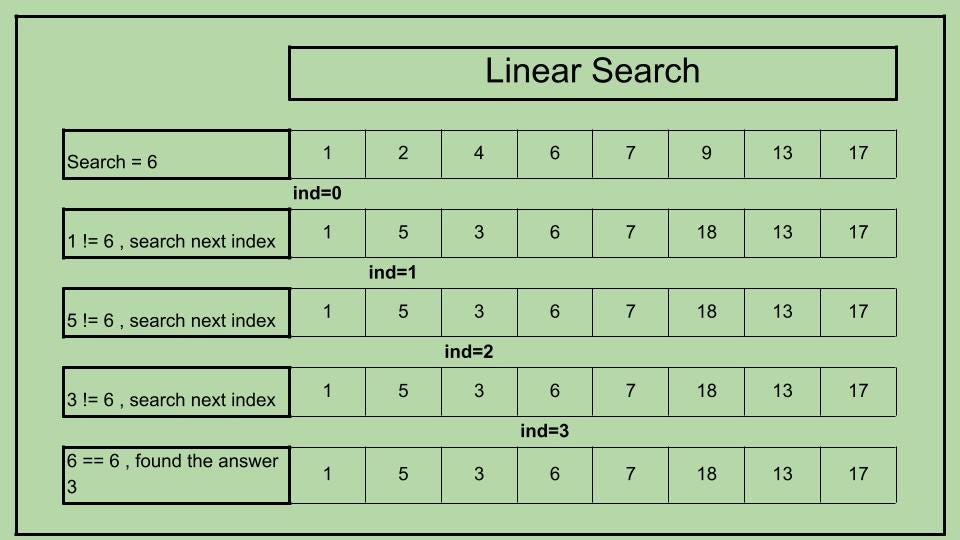 Linear Search
Search = 6 1 2 4 6 7 9 13 17
ind=0
1 != 6 , search next index 1 5 3 6 7 18 13 17
ind=1
5 != 6 , search next index 1 5 3 6 7 18 13 17
ind=2
3 != 6 , search next index 1 5 3 6 7 18 13 17
ind=3
6 == 6 , found the answer
3 1 5 3 6 7 18 13 17